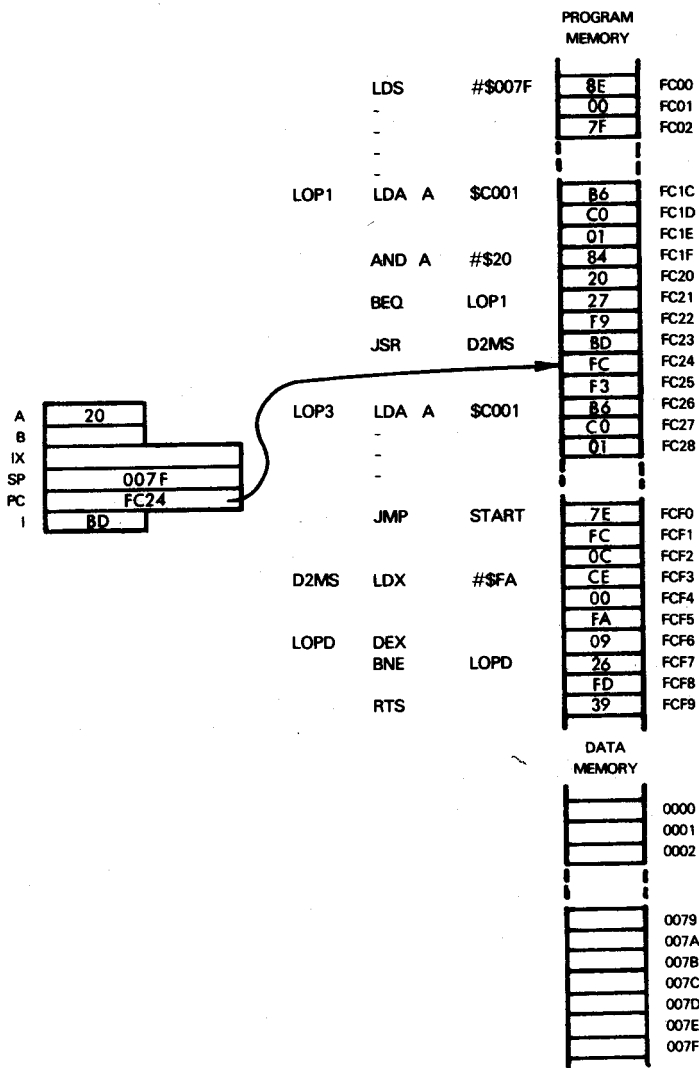 PROGRAM
MEMORY
LDS #$007F 8E FC00
- 00 FC01
- 7F FC02
-
-
LOP1 LDA A $C001 B6 FC1C
C0 FC1D
01 FC1E
AND A #$20 84 FC1F
20 FC20
BEQ LOP1 27 FC21
F9 FC22
JSR D2MS BD FC23
FC FC24
F3 FC25
LOP3 LDA A $C001 B6 FC26
- C0 FC27
- 01 FC28
-
A 20
B
IX
SP 007F
PC FC24
I BD
JMP START 7E FCF0
FC FCF1
0C FCF2
D2MS LDX #$FA CE FCF3
00 FCF4
FA FCF5
LOPD DEX 09 FCF6
BNE LOPD 26 FCF7
FD FCF8
RTS 39 FCF9
DATA
MEMORY
0000
0001
0002
0079
007A
007B
007C
007D
007E
007F